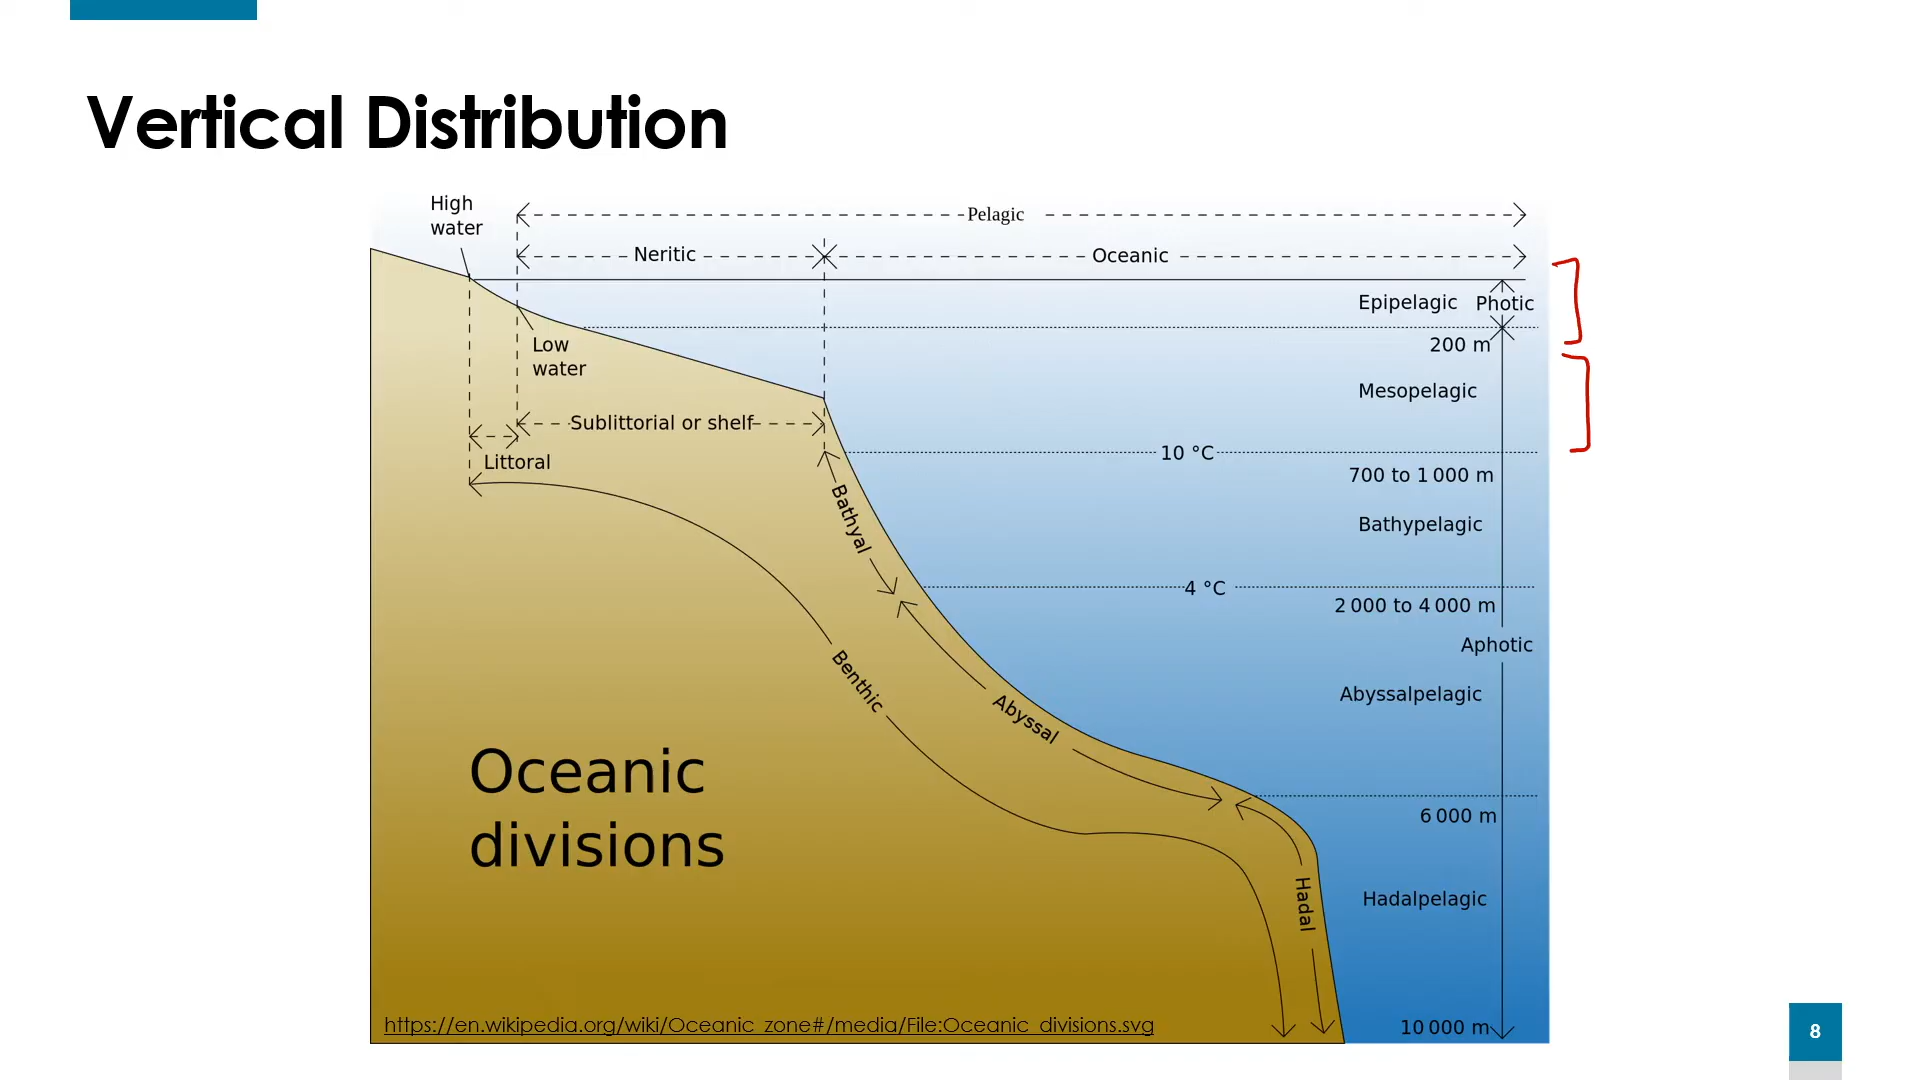 Vertical Distribution
High
water
Pelagic
Neritic
Oceanic
Epipelagic
Photic
Low
water
200 m
Mesopelagic
Sublittorial or shelf
Littoral
10 °C
700 to 1 000 m
Bathyal
Bathypelagic
4 °C
2 000 to 4 000 m
Aphotic
Benthic
Abyssal
Abyssalpelagic
Oceanic
divisions
6 000 m
Hadal
Hadalpelagic
https://en.wikipedia.org/wiki/Oceanic_zone#/media/File:Oceanic_divisions.svg
10 000 m
8